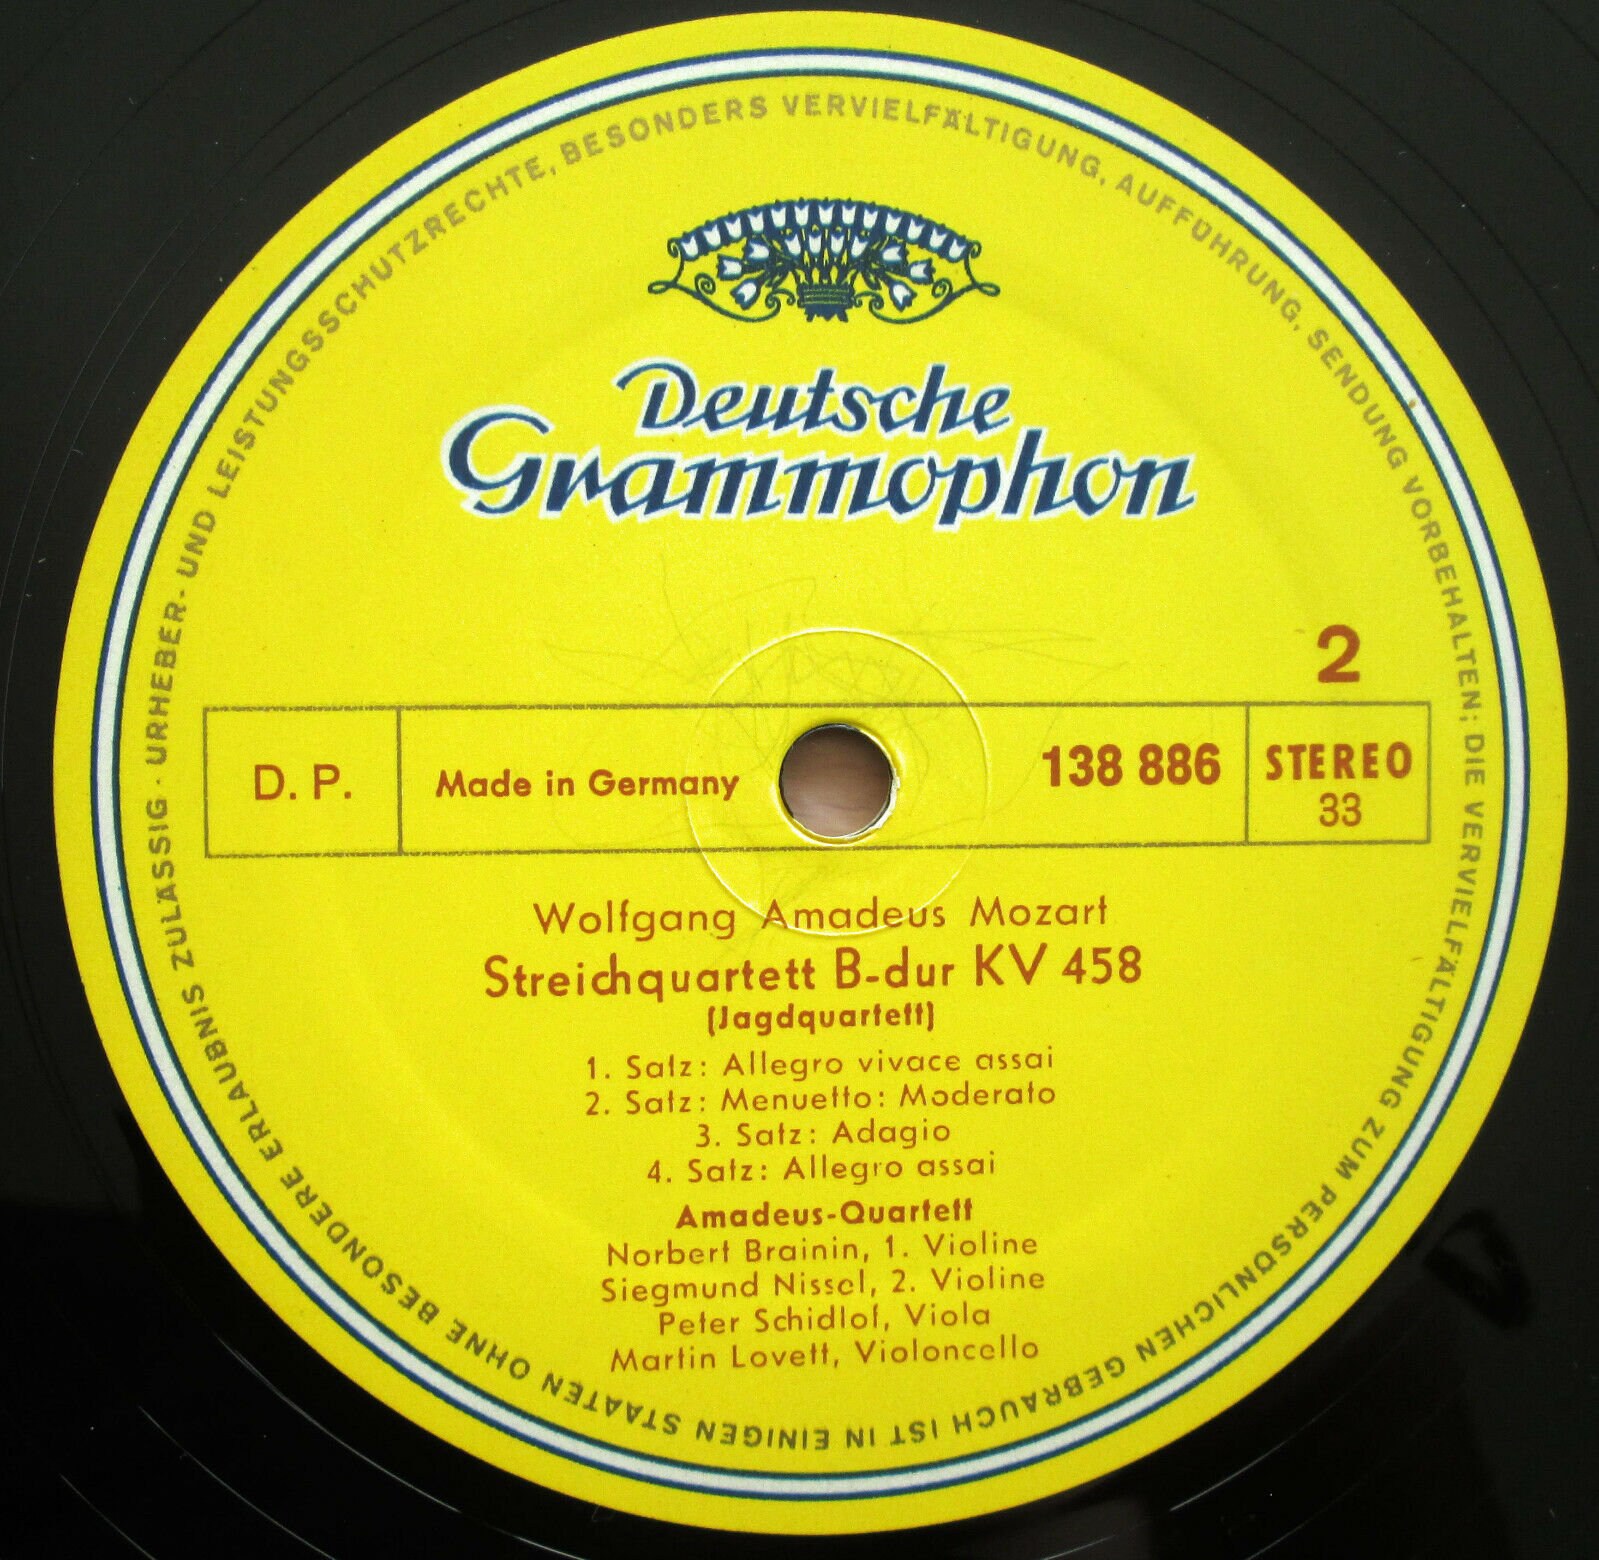 URHEBER- UND LEISTUNGSSCHUTZRECHTE, BESONDERS VERVIELFÄLTIGUNG, AUFFÜHRUNG, SENDUNG VORBEHALTEN; DIE VERVIELFÄLTIGUNG ZUM PERSÖNLICHEN GEBRAUCH IST IN EINIGEN STAATEN OHNE BESONDERE ERLAUBNIS ZULÄSSIG ·
Deutsche
Grammophon
2
D. P. Made in Germany 138 886 STEREO
33
Wolfgang Amadeus Mozart
Streichquartett B-dur KV 458
(Jagdquartett)
1. Satz: Allegro vivace assai
2. Satz: Menuetto: Moderato
3. Satz: Adagio
4. Satz: Allegro assai
Amadeus-Quartett
Norbert Brainin, 1. Violine
Siegmund Nissel, 2. Violine
Peter Schidlof, Viola
Martin Lovett, Violoncello